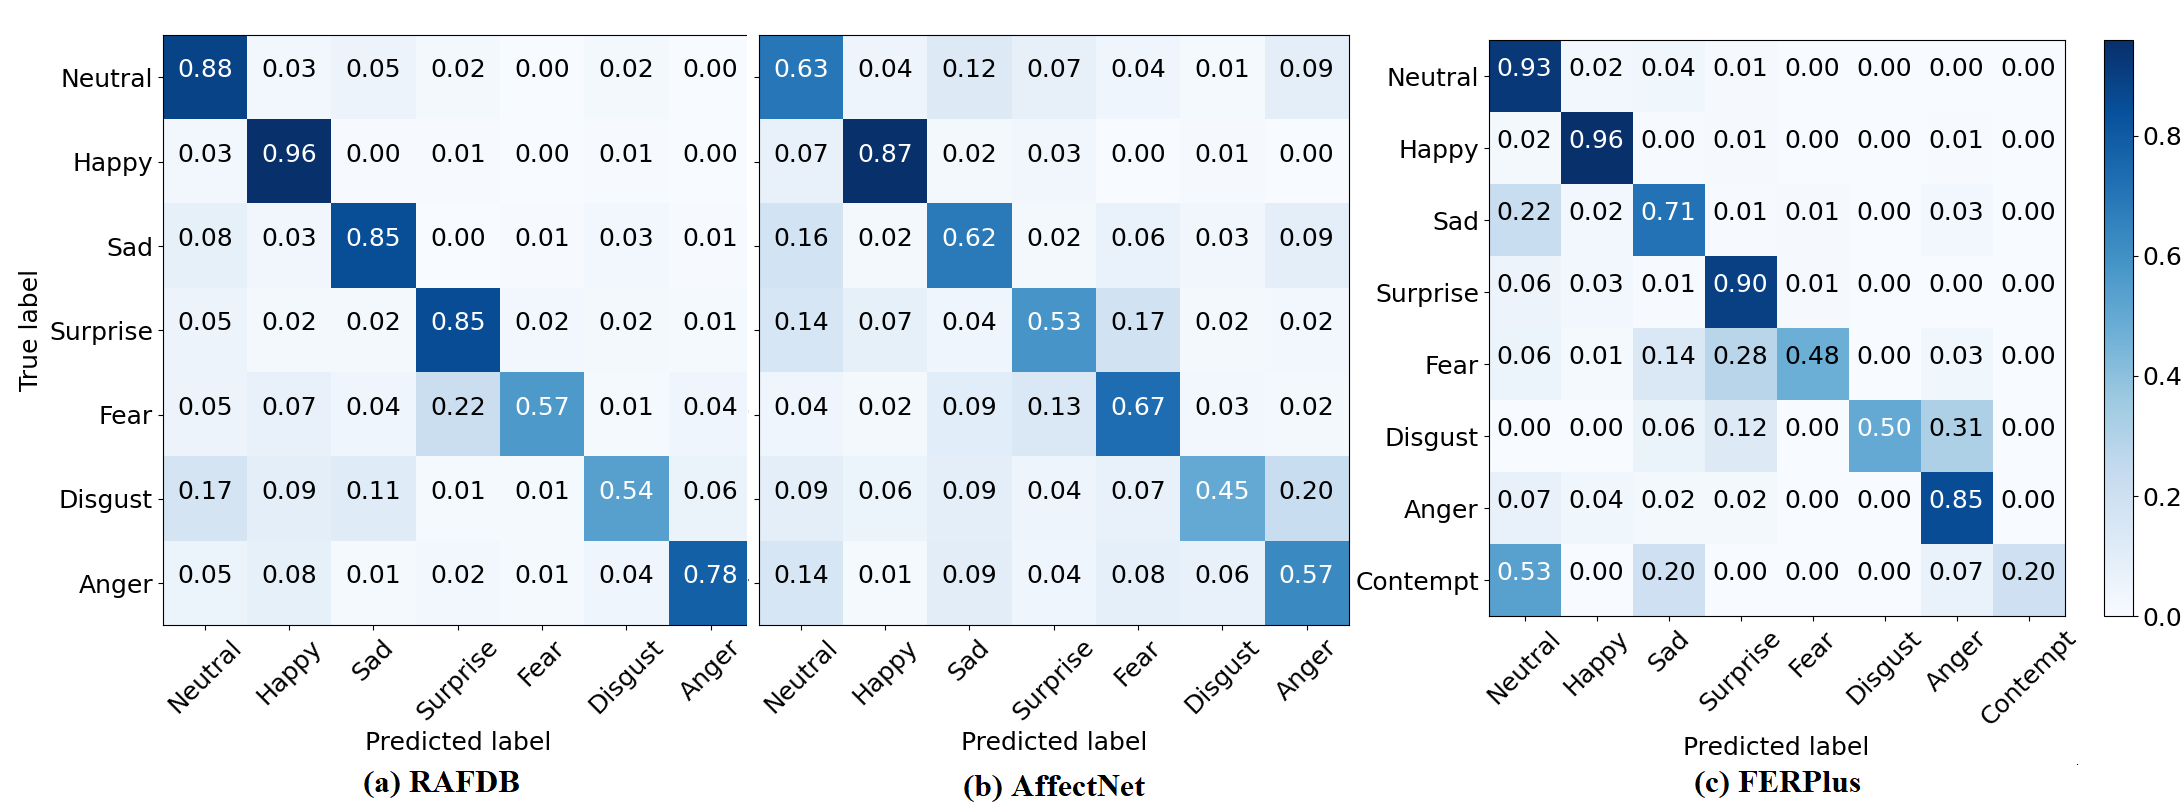 True label
Neutral 0.88 0.03 0.05 0.02 0.00 0.02 0.00
Happy 0.03 0.96 0.00 0.01 0.00 0.01 0.00
Sad 0.08 0.03 0.85 0.00 0.01 0.03 0.01
Surprise 0.05 0.02 0.02 0.85 0.02 0.02 0.01
Fear 0.05 0.07 0.04 0.22 0.57 0.01 0.04
Disgust 0.17 0.09 0.11 0.01 0.01 0.54 0.06
Anger 0.05 0.08 0.01 0.02 0.01 0.04 0.78
Neutral Happy Sad Surprise Fear Disgust Anger
Predicted label
(a) RAFDB
0.63 0.04 0.12 0.07 0.04 0.01 0.09
0.07 0.87 0.02 0.03 0.00 0.01 0.00
0.16 0.02 0.62 0.02 0.06 0.03 0.09
0.14 0.07 0.04 0.53 0.17 0.02 0.02
0.04 0.02 0.09 0.13 0.67 0.03 0.02
0.09 0.06 0.09 0.04 0.07 0.45 0.20
0.14 0.01 0.09 0.04 0.08 0.06 0.57
Neutral Happy Sad Surprise Fear Disgust Anger
Predicted label
(b) AffectNet
Neutral 0.93 0.02 0.04 0.01 0.00 0.00 0.00 0.00
Happy 0.02 0.96 0.00 0.01 0.00 0.00 0.01 0.00
Sad 0.22 0.02 0.71 0.01 0.01 0.00 0.03 0.00
Surprise 0.06 0.03 0.01 0.90 0.01 0.00 0.00 0.00
Fear 0.06 0.01 0.14 0.28 0.48 0.00 0.03 0.00
Disgust 0.00 0.00 0.06 0.12 0.00 0.50 0.31 0.00
Anger 0.07 0.04 0.02 0.02 0.00 0.00 0.85 0.00
Contempt 0.53 0.00 0.20 0.00 0.00 0.00 0.07 0.20
Neutral Happy Sad Surprise Fear Disgust Anger Contempt
Predicted label
(c) FERPlus
0.8
0.6
0.4
0.2
0.0